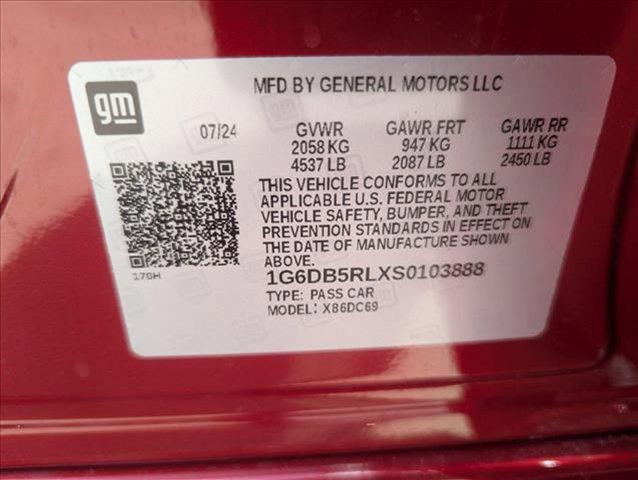 gm
MFD BY GENERAL MOTORS LLC
07/24 GVWR GAWR FRT GAWR RR
2058 KG 947 KG 1111 KG
4537 LB 2087 LB 2450 LB
THIS VEHICLE CONFORMS TO ALL
APPLICABLE U.S. FEDERAL MOTOR
VEHICLE SAFETY, BUMPER, AND THEFT
PREVENTION STANDARDS IN EFFECT ON
THE DATE OF MANUFACTURE SHOWN
ABOVE.
170H
1G6DB5RLXS0103888
TYPE: PASS CAR
MODEL: X86DC69